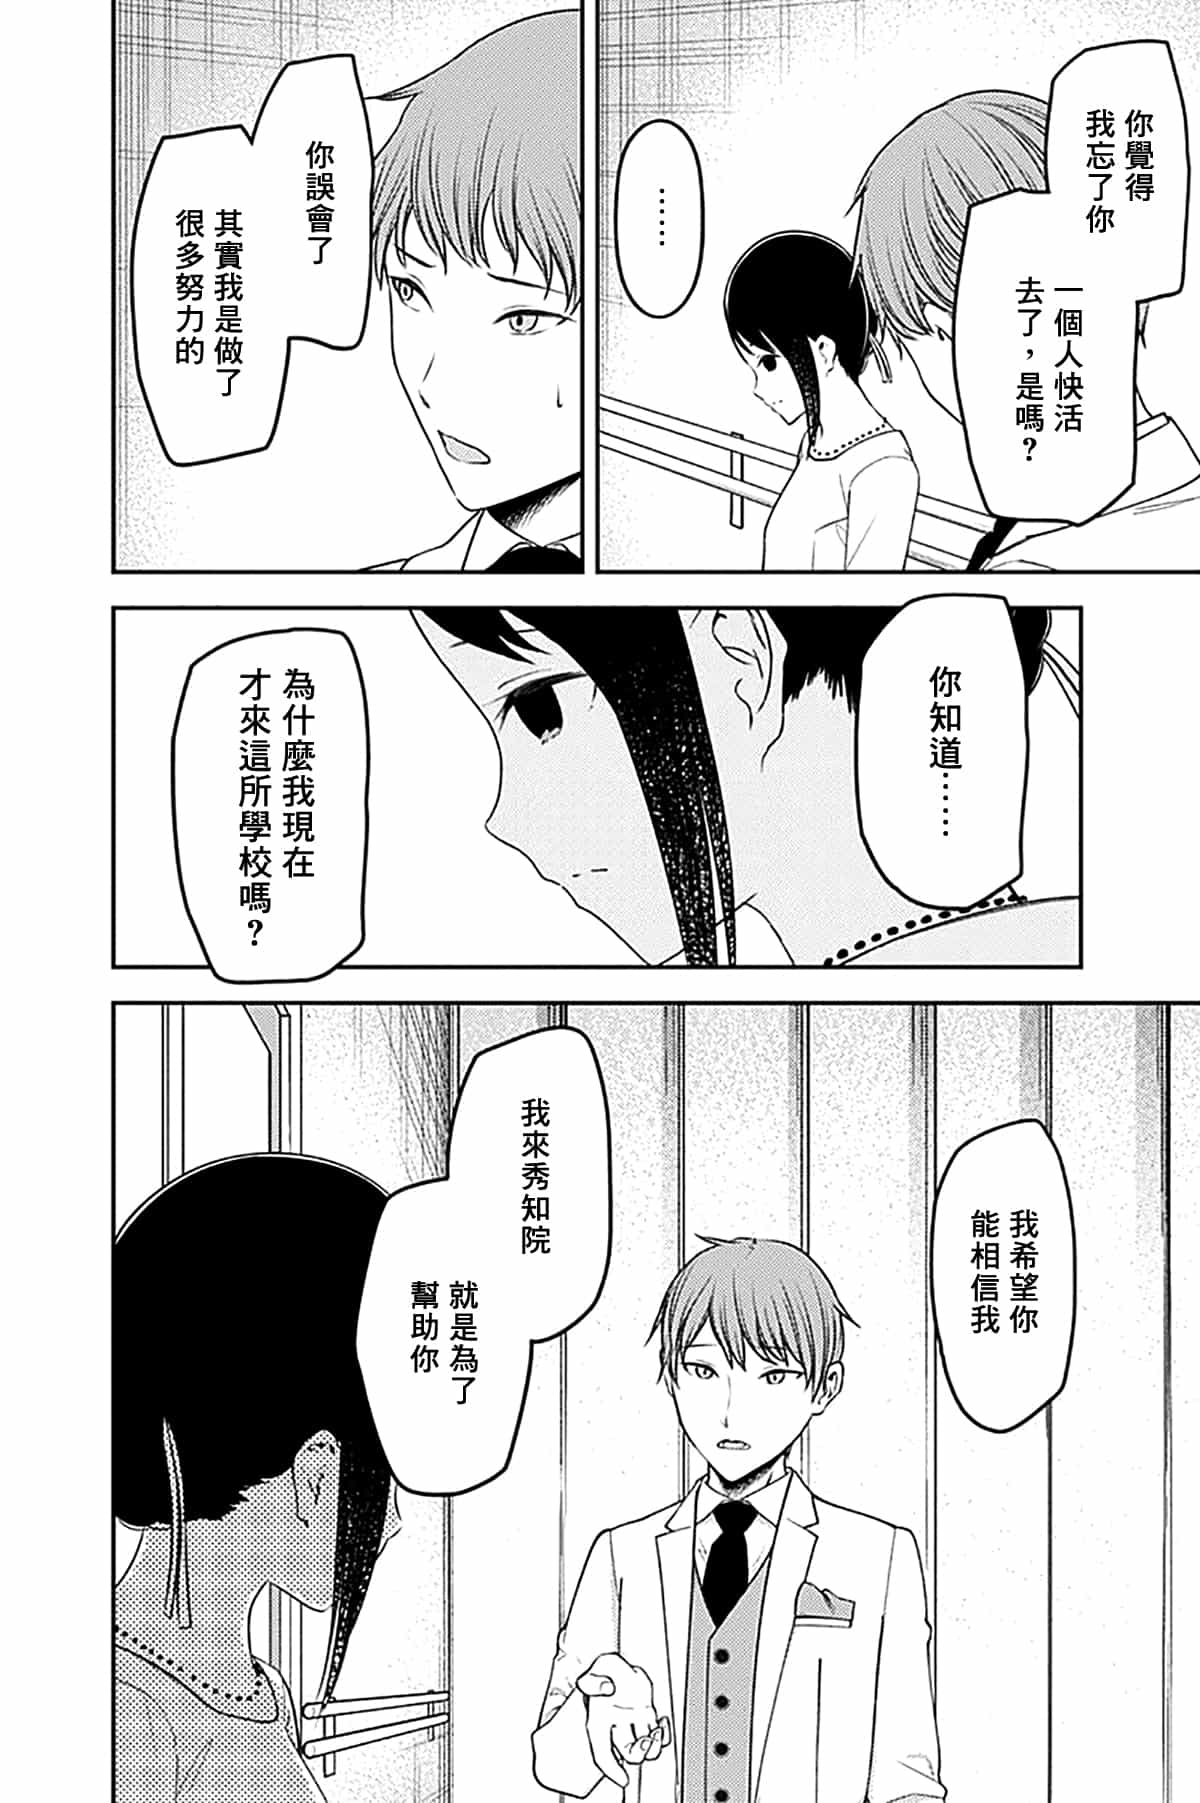 你覺得
我忘了你
一個人快活
去了，是嗎？
……
你誤會了
其實我是做了
很多努力的
你知道……
為什麼我現在
才來這所學校嗎？
我希望你
能相信我
我來秀知院
就是為了
幫助你